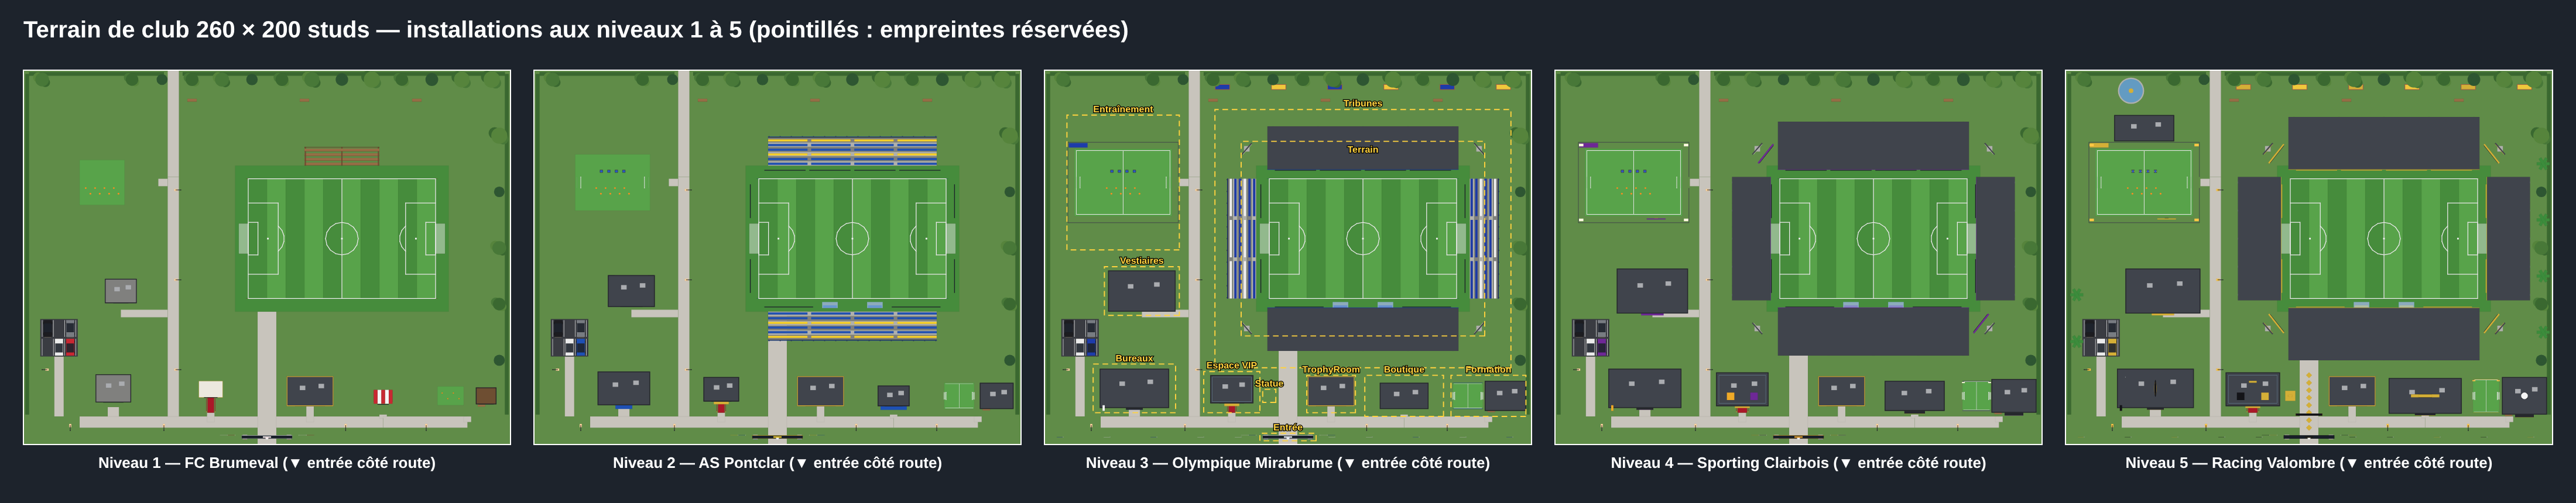 Terrain de club 260 × 200 studs — installations aux niveaux 1 à 5 (pointillés : empreintes réservées)
Tribunes
Entraînement
Terrain
Vestiaires
Bureaux
Espace VIP
TrophyRoom
Boutique
Formation
Statue
Entrée
Niveau 1 — FC Brumeval (▼ entrée côté route)
Niveau 2 — AS Pontclar (▼ entrée côté route)
Niveau 3 — Olympique Mirabrume (▼ entrée côté route)
Niveau 4 — Sporting Clairbois (▼ entrée côté route)
Niveau 5 — Racing Valombre (▼ entrée côté route)